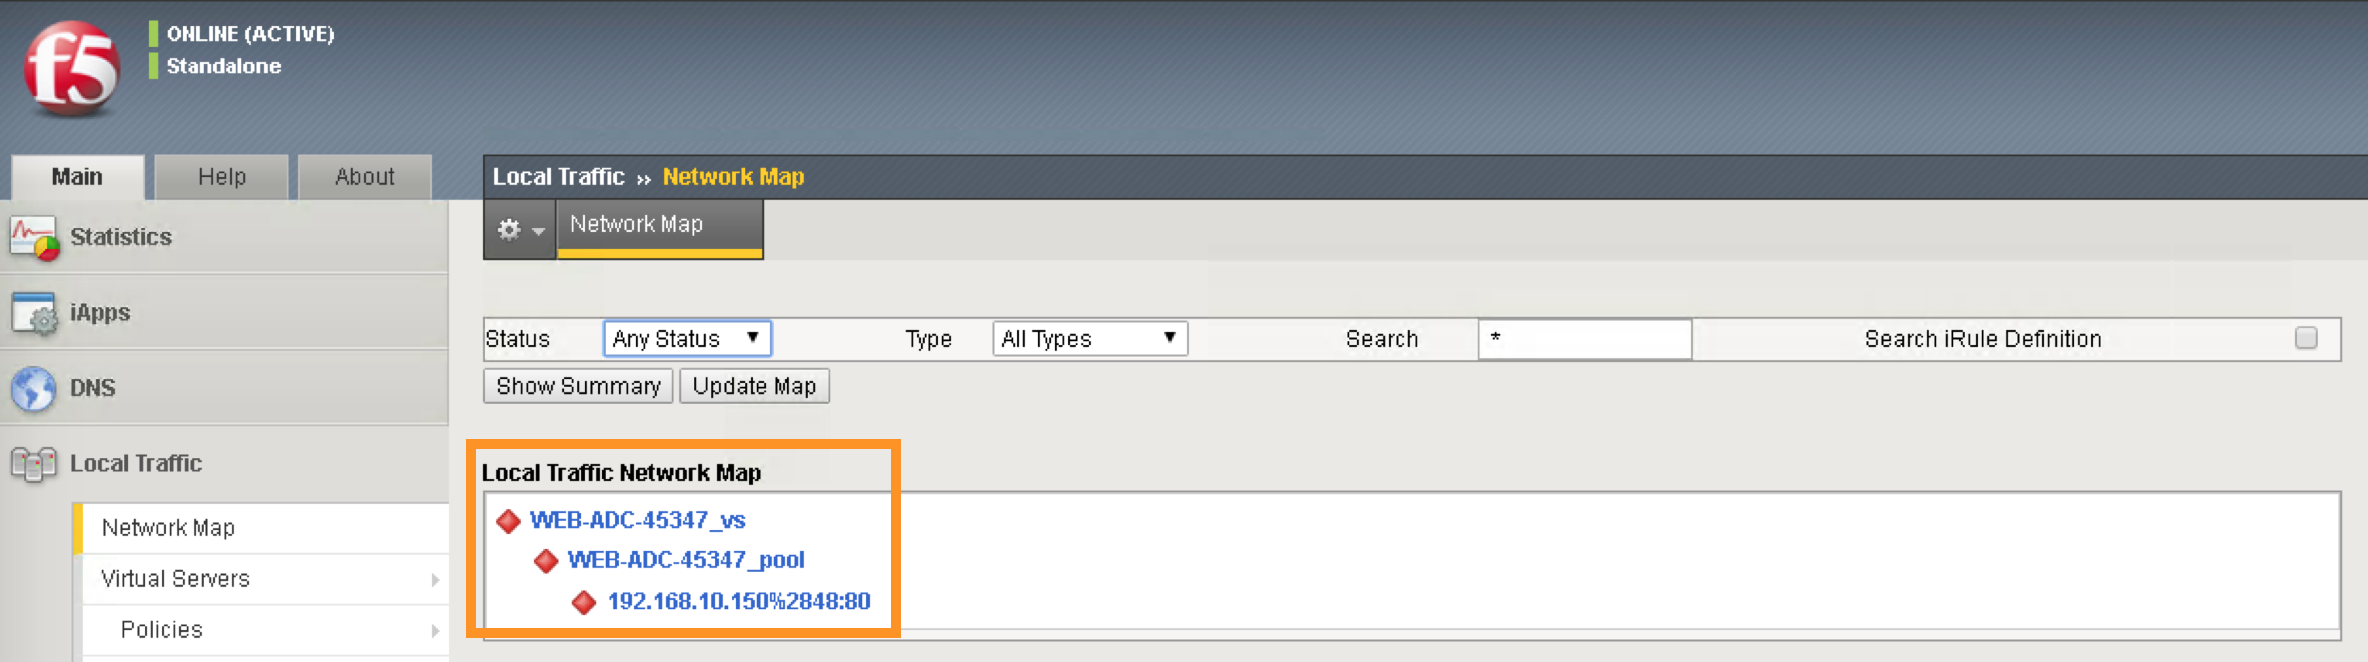 f5
ONLINE (ACTIVE)
Standalone
Main Help About
Local Traffic ›› Network Map
Network Map
Statistics
iApps
DNS
Local Traffic
Network Map
Virtual Servers
Policies
Status Any Status Type All Types Search * Search iRule Definition
Show Summary Update Map
Local Traffic Network Map
WEB-ADC-45347_vs
WEB-ADC-45347_pool
192.168.10.150%2848:80